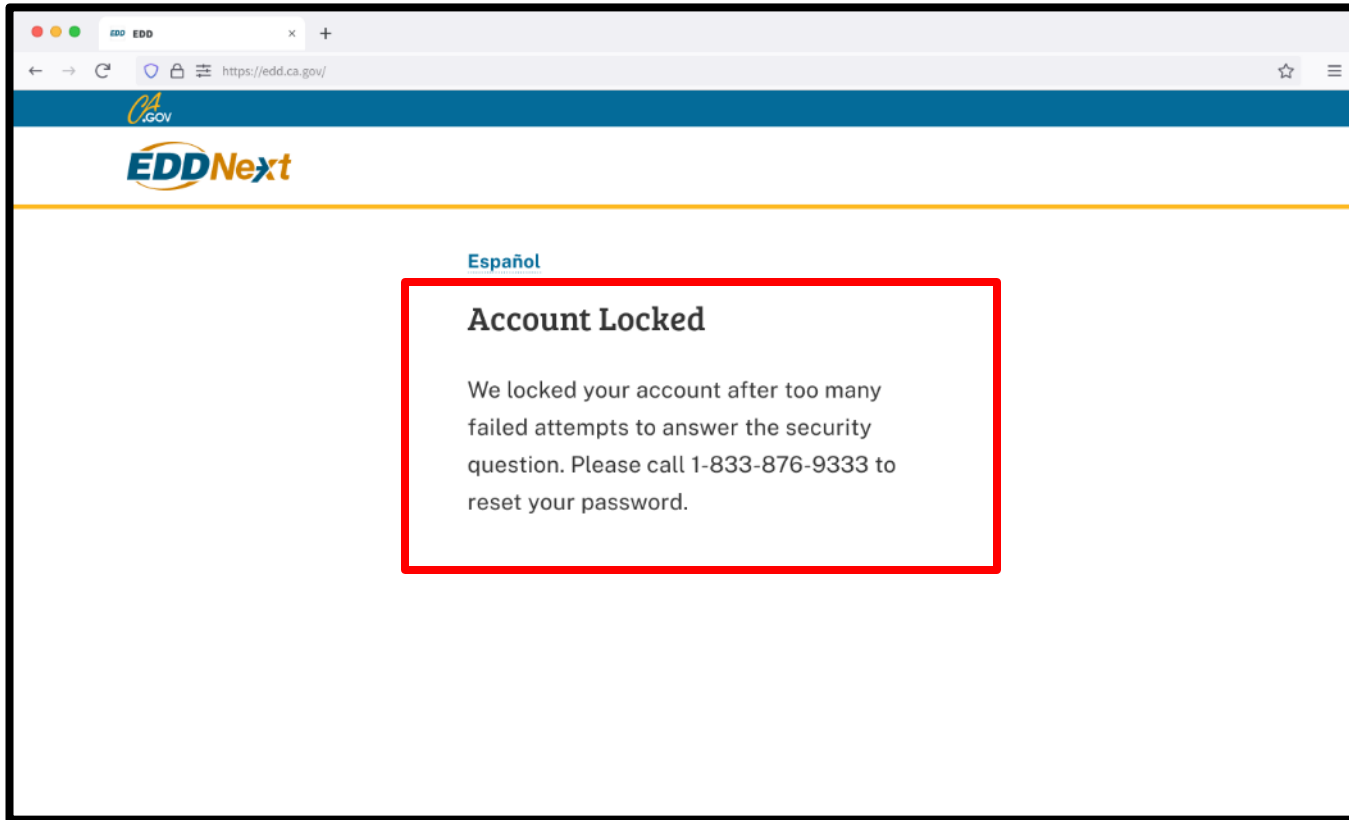 EDD EDD × +
https://edd.ca.gov/
CA.GOV
EDDNext
Español
Account Locked
We locked your account after too many
failed attempts to answer the security
question. Please call 1-833-876-9333 to
reset your password.